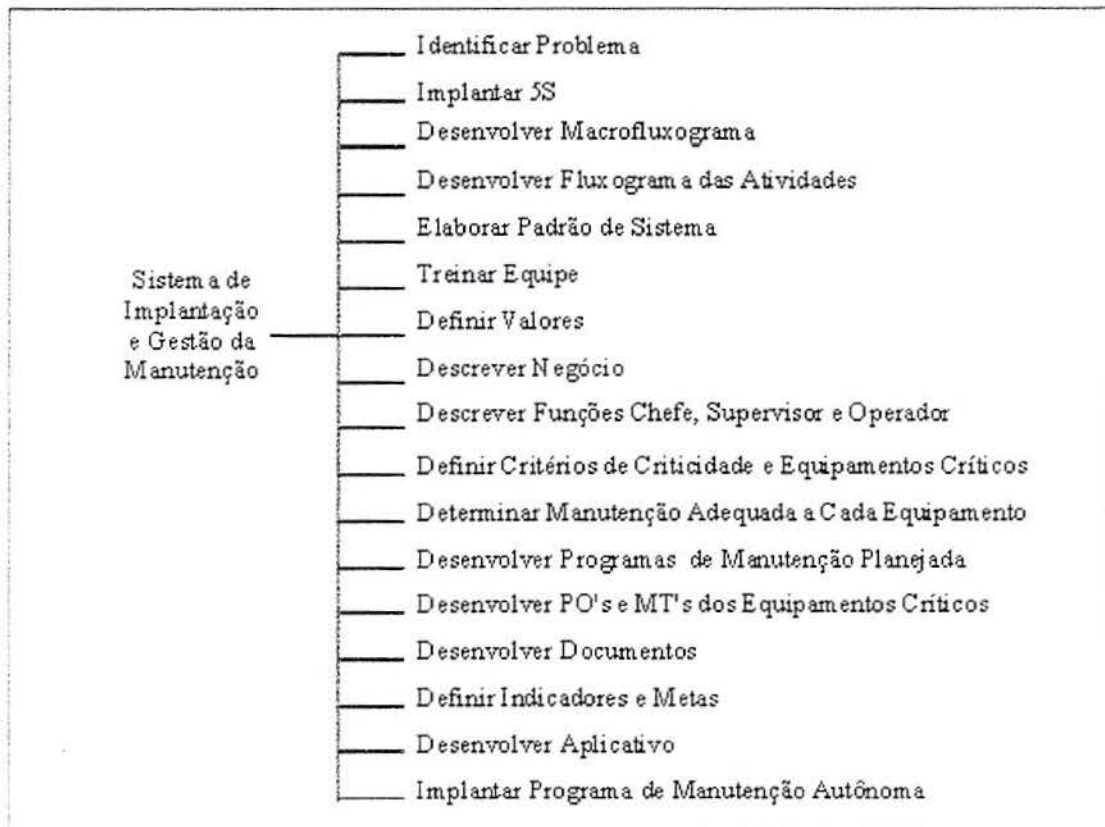 Identificar Problema
Implantar 5S
Desenvolver Macrofluxograma
Desenvolver Fluxograma das Atividades
Elaborar Padrão de Sistema
Treinar Equipe
Definir Valores
Descrever Negócio
Descrever Funções Chefe, Supervisor e Operador
Definir Critérios de Criticidade e Equipamentos Críticos
Determinar Manutenção Adequada a Cada Equipamento
Desenvolver Programas de Manutenção Planejada
Desenvolver PO's e MT's dos Equipamentos Críticos
Desenvolver Documentos
Definir Indicadores e Metas
Desenvolver Aplicativo
Implantar Programa de Manutenção Autônoma
Sistema de
Implantação
e Gestão da
Manutenção